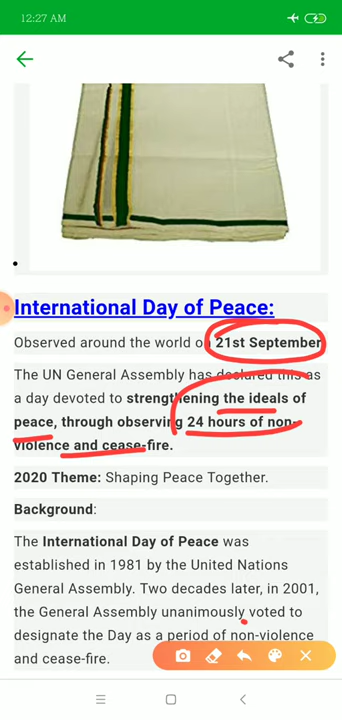 12:27 AM
International Day of Peace:
Observed around the world on 21st September
The UN General Assembly has declared this as
a day devoted to strengthening the ideals of
peace, through observing 24 hours of non-
violence and cease-fire.
2020 Theme: Shaping Peace Together.
Background:
The International Day of Peace was
established in 1981 by the United Nations
General Assembly. Two decades later, in 2001,
the General Assembly unanimously voted to
designate the Day as a period of non-violence
and cease-fire.